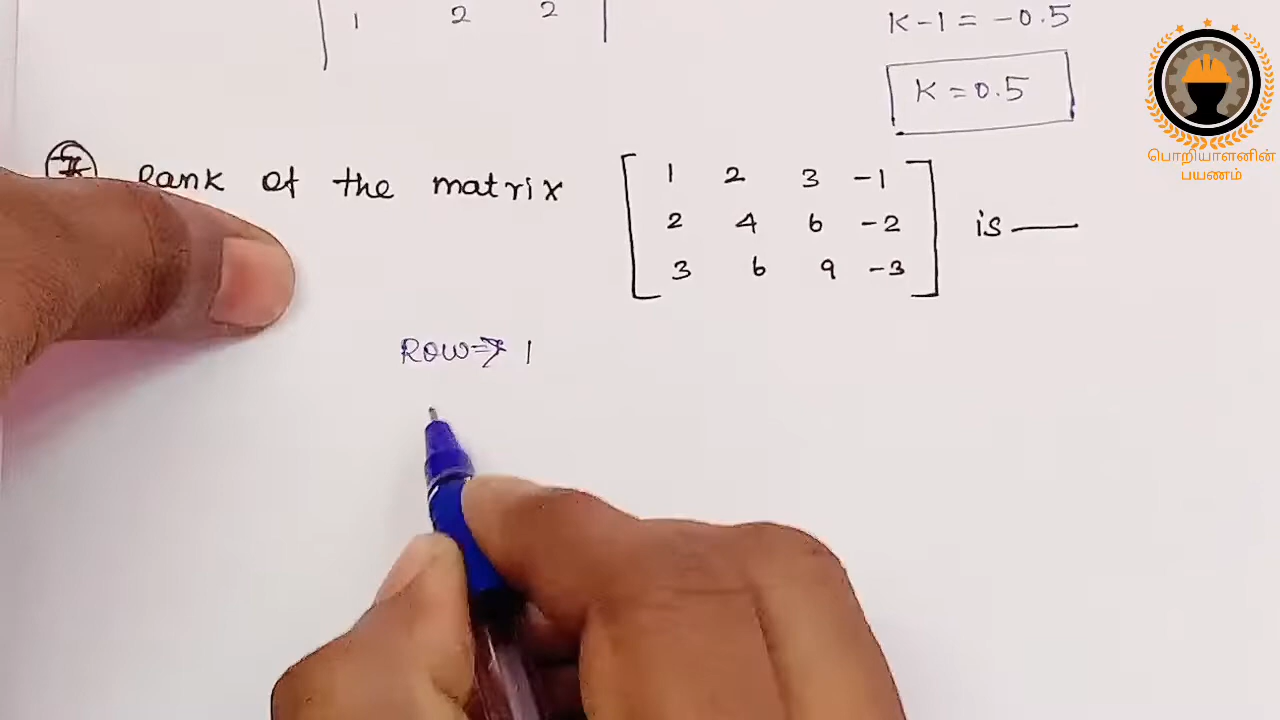 1 2 2
K-1 = -0.5
K = 0.5
Rank of the matrix
1 2 3 -1
2 4 6 -2
3 6 9 -3
is
Row ⇒ 1
பொறியாளனின்
பயணம்